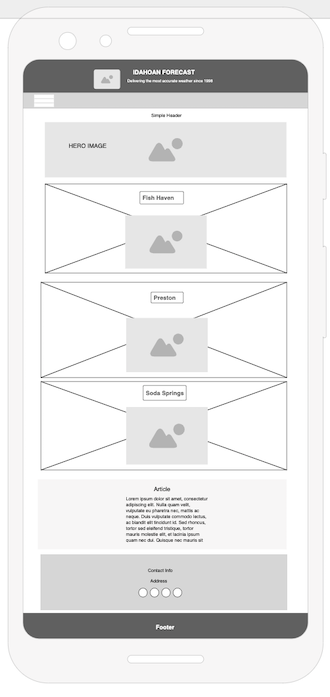 IDAHOAN FORECAST
Delivering the most accurate weather since 1999
Simple Header
HERO IMAGE
Fish Haven
Preston
Soda Springs
Article
Lorem ipsum dolor sit amet, consectetur
adipiscing elit. Nulla quam velit,
vulputate eu pharetra nec, mattis ac
neque. Duis vulputate commodo lectus,
ac blandit elit tincidunt id. Sed rhoncus,
tortor sed eleifend tristique, tortor
mauris molestie elit, et lacinia ipsum
quam nec dui. Quisque nec mauris sit
Contact Info
Address
Footer